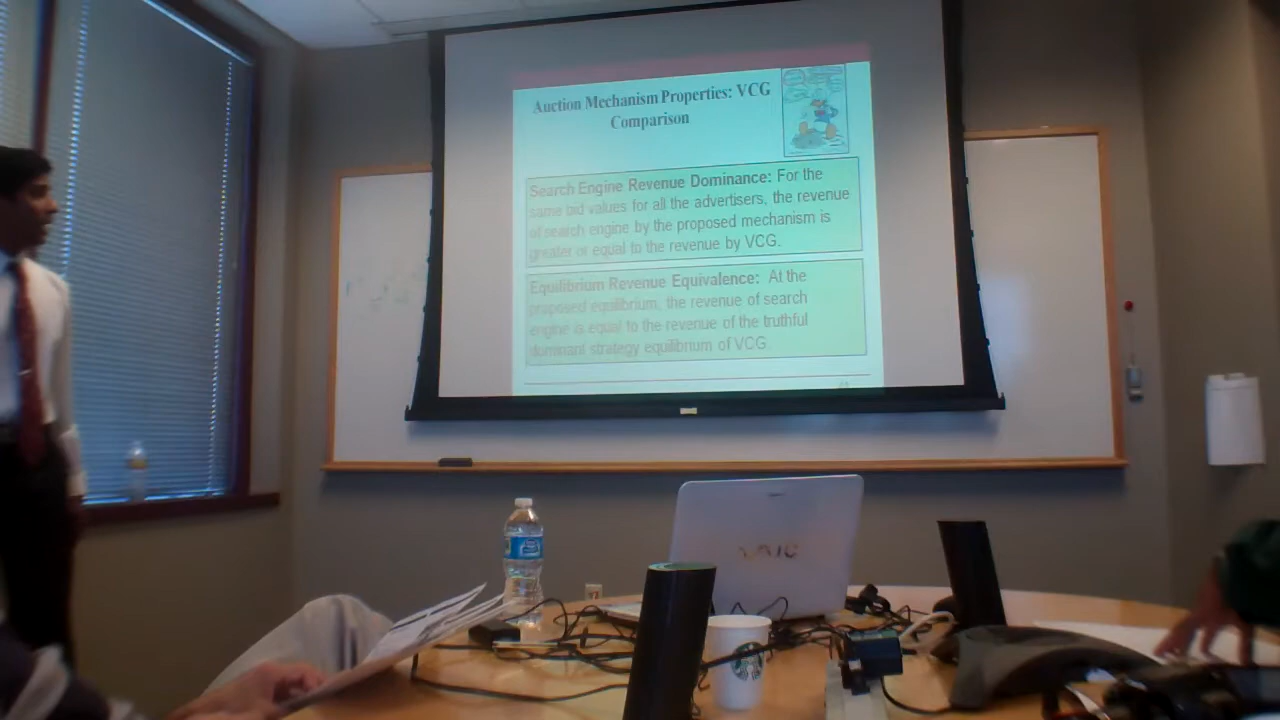 Auction Mechanism Properties: VCG
Comparison
Search Engine Revenue Dominance: For the
same bid values for all the advertisers, the revenue
of search engine by the proposed mechanism is
greater or equal to the revenue by VCG.
Equilibrium Revenue Equivalence: At the
proposed equilibrium, the revenue of search
engine is equal to the revenue of the truthful
dominant strategy equilibrium of VCG.
VAIO